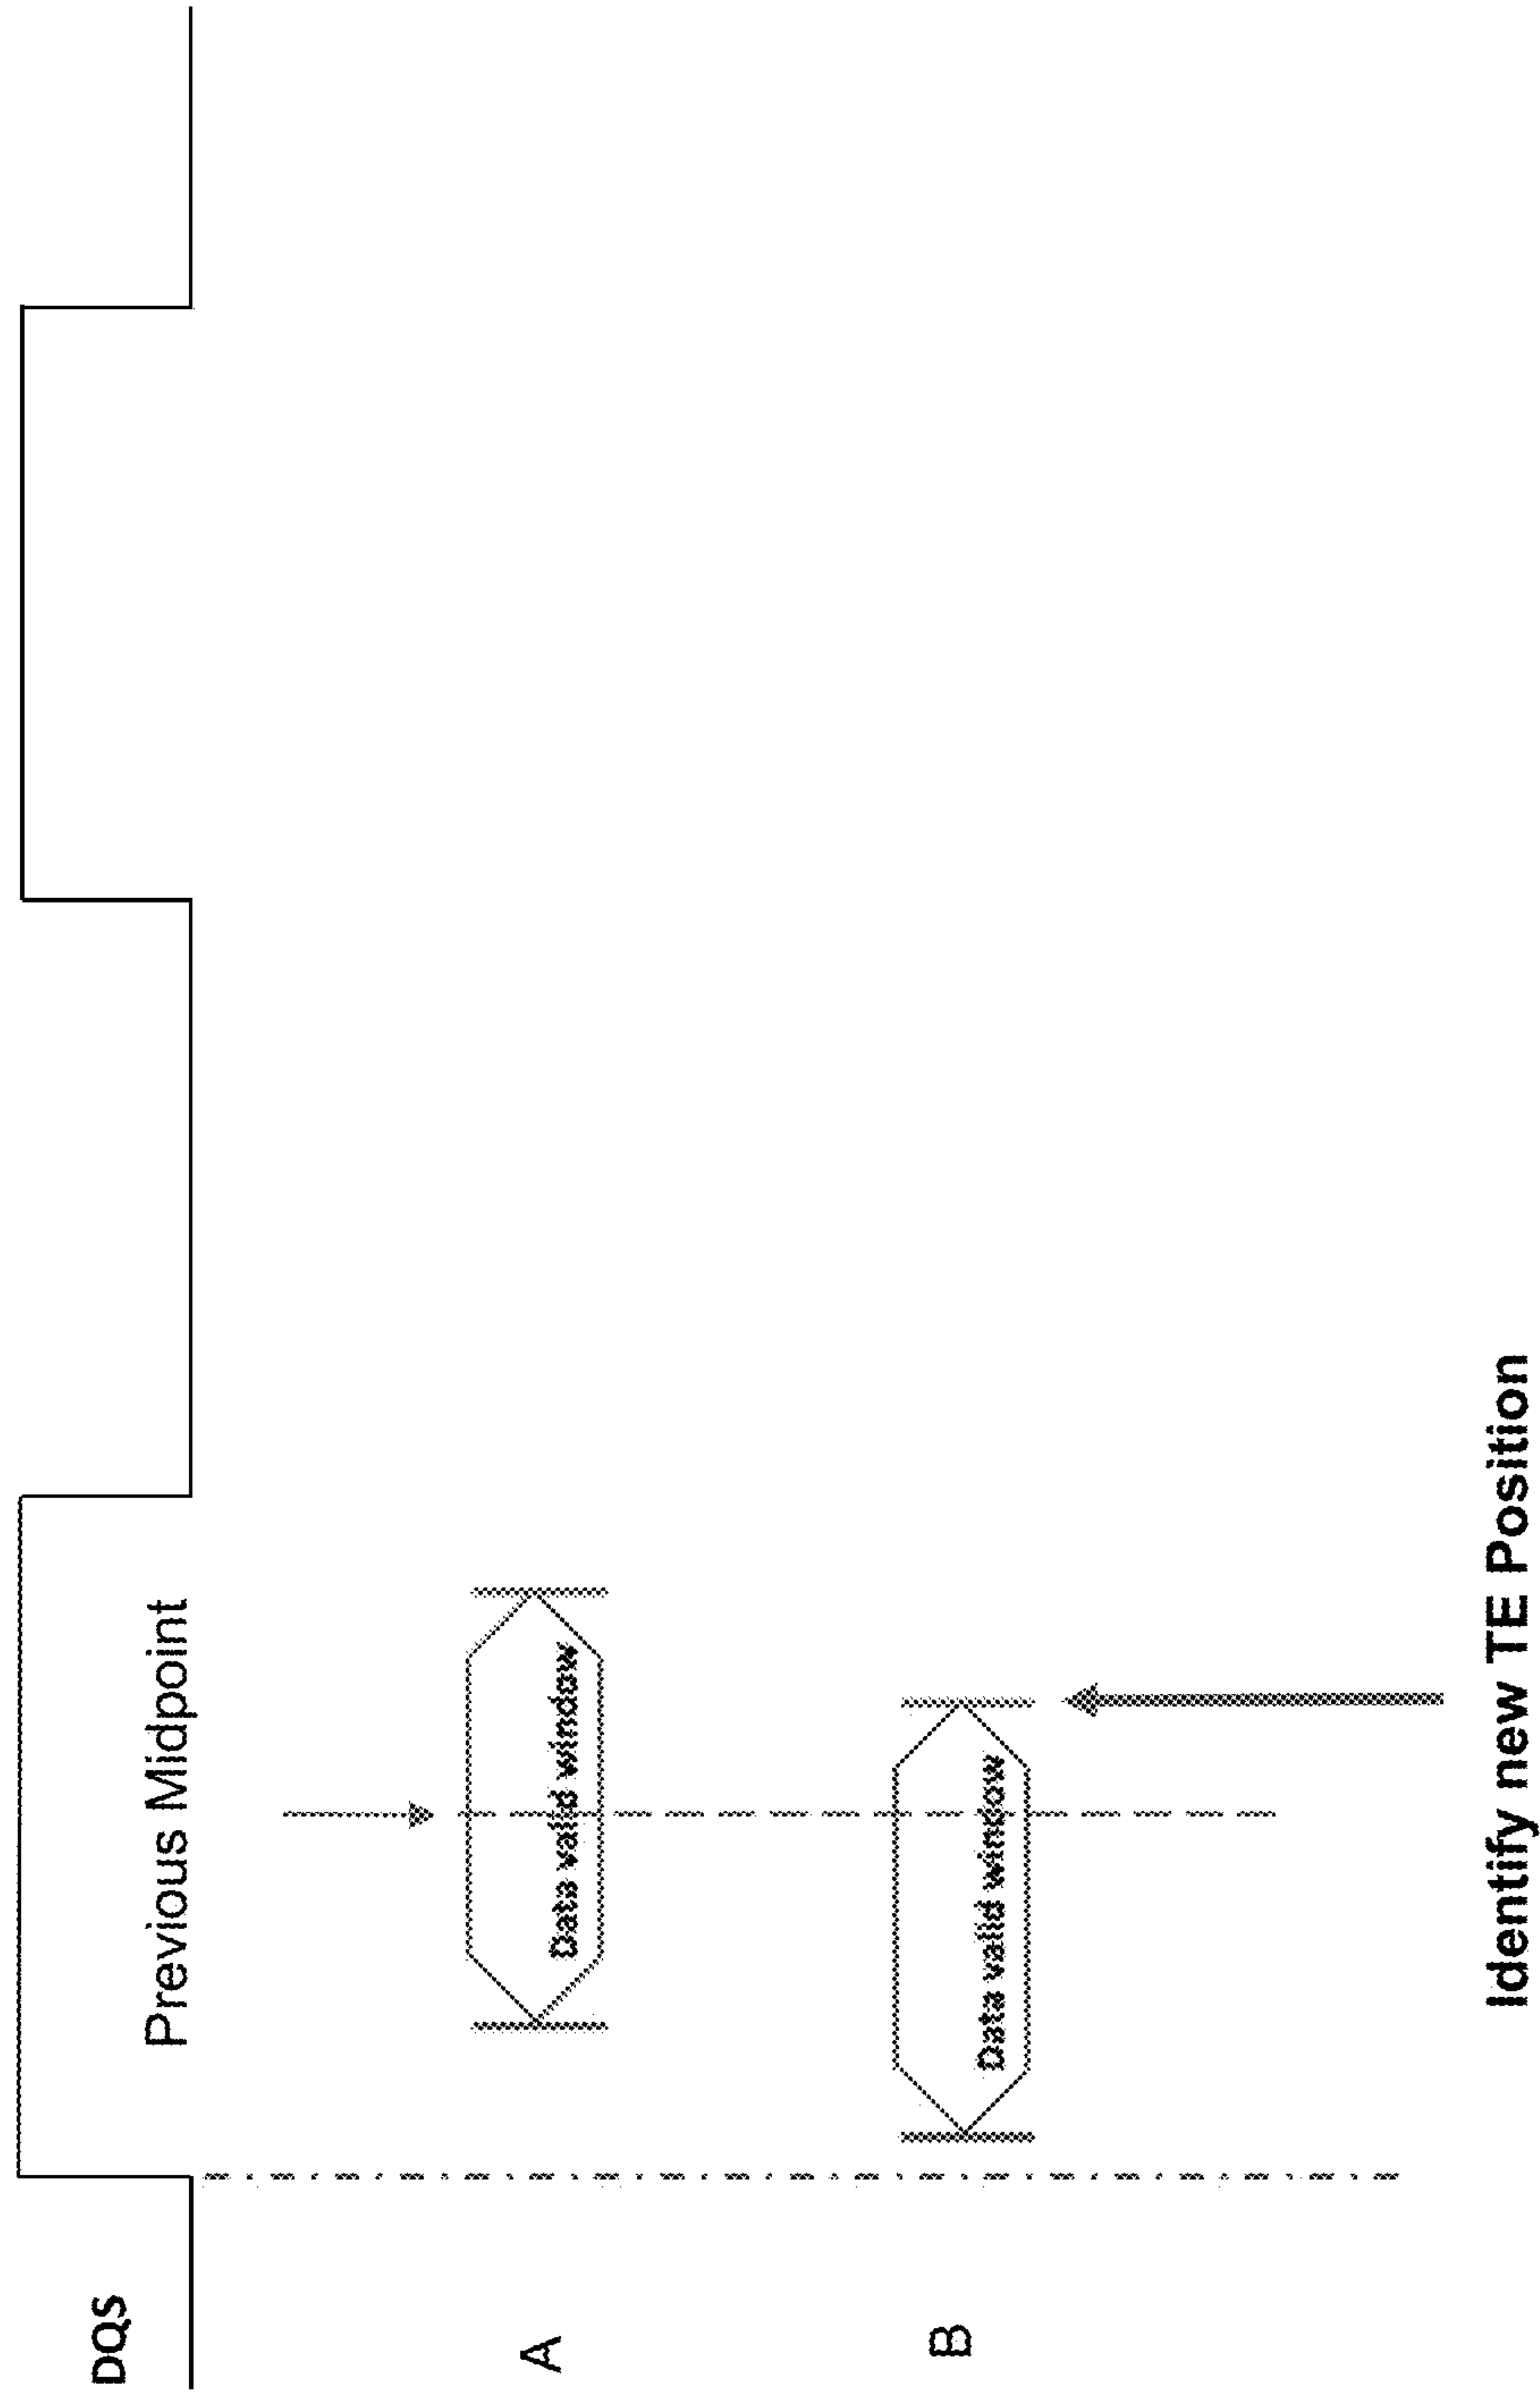 DQS
Previous Midpoint
A
Data valid window
B
Data valid window
Identify new TE Position